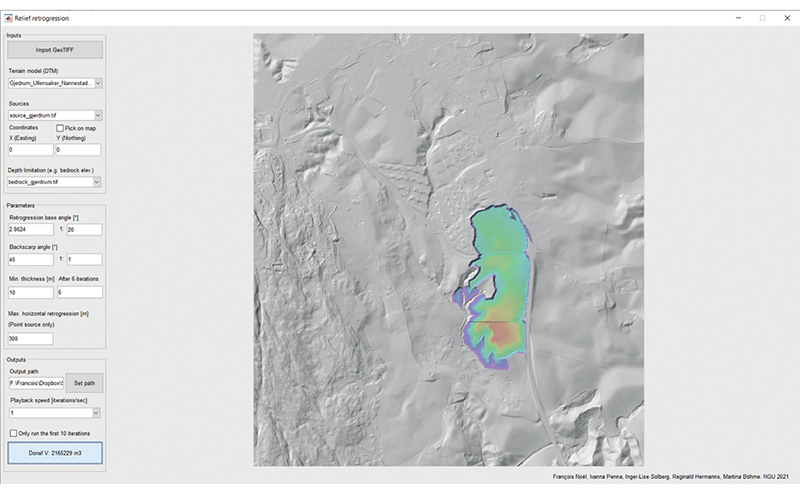 Relief retrogression
Inputs
Import GeoTIFF
Terrain model (DTM)
Gjedrum_Ullensaker_Nannestad...
Sources
source_gjerdrum.tif
Coordinates
Pick on map
X (Easting) Y (Northing)
0 0
Depth limitation (e.g. bedrock elev.)
bedrock_gjerdrum.tif
Parameters
Retrogression base angle [°]
2.8624 1: 20
Backscarp angle [°]
45 1: 1
Min. thickness [m] After 6 iterations
10 6
Max. horizontal retrogression [m]
(Point source only)
300
Outputs
Output path
F:\Francois\Dropbox\S Set path
Playback speed [iterations/sec]
1
Only run the first 10 iterations
Done! V: 2165229 m3
François Noël, Ivanna Penna, Inger-Lise Solberg, Reginald Hermanns, Martina Böhme. NGU 2021